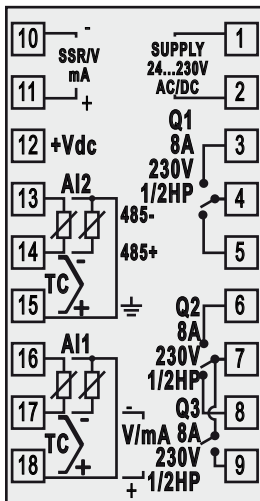 10 - SUPPLY 1
SSR/V 24...230V
mA AC/DC
11 + 2
12 +Vdc Q1 3
8A
13 AI2 230V 4
485- 1/2HP
14 - 485+ 5
TC
15 + Q2 6
8A
16 AI1 230V 7
1/2HP
17 - - Q3 8
TC V/mA 8A
230V
18 + + 1/2HP 9